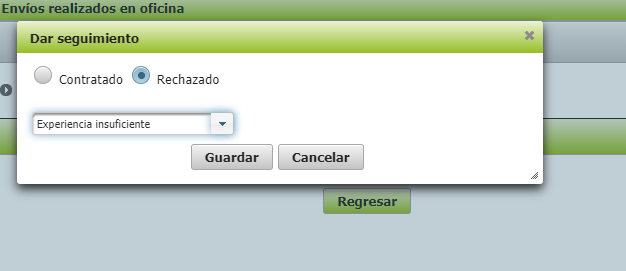 Envíos realizados en oficina
Dar seguimiento
Contratado Rechazado
Experiencia insuficiente
Guardar Cancelar
Regresar